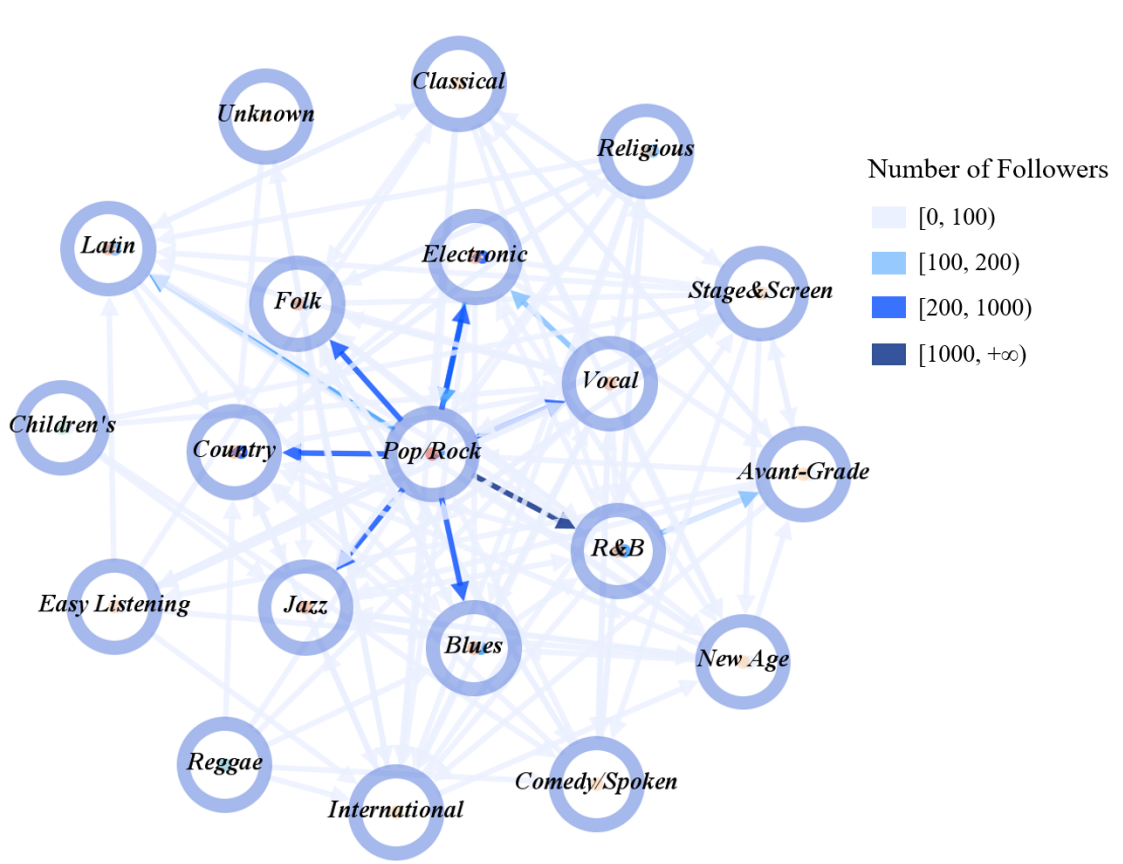 Classical
Unknown
Religious
Number of Followers
[0, 100)
Latin
Electronic
[100, 200)
Stage&Screen
Folk
[200, 1000)
[1000, +∞)
Vocal
Children's
Country
Pop/Rock
Avant-Grade
R&B
Easy Listening
Jazz
Blues
New Age
Reggae
Comedy/Spoken
International